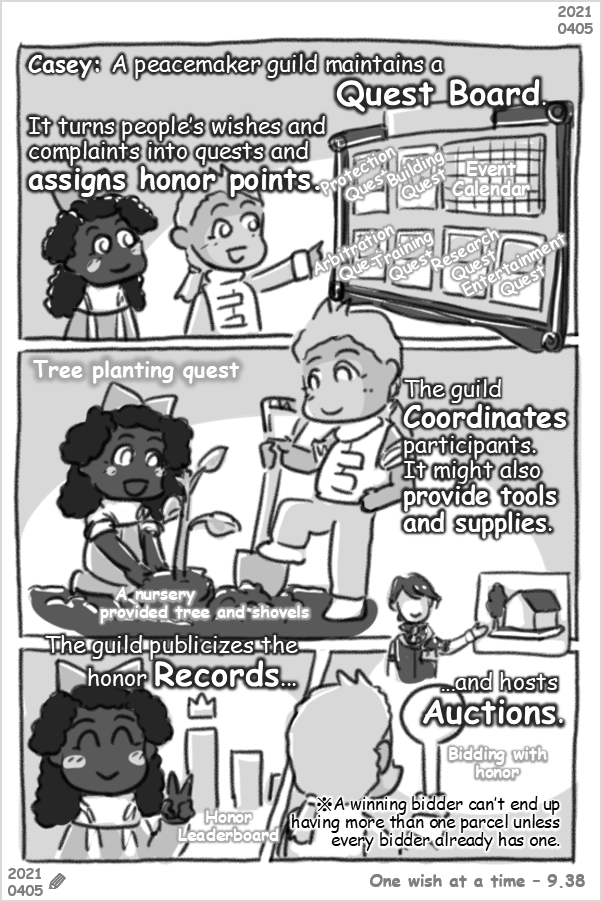 2021
0405
Casey: A peacemaker guild maintains a
Quest Board.
It turns people's wishes and
complaints into quests and
assigns honor points.
Protection
Quest
Building
Quest
Event
Calendar
Arbitration
Que-
Training
Quest
Research
Quest
Entertainment
Quest
Tree planting quest
The guild
Coordinates
participants.
It might also
provide tools
and supplies.
A nursery
provided tree and shovels
The guild publicizes the
honor Records...
...and hosts
Auctions.
Bidding with
honor
Honor
Leaderboard
※A winning bidder can't end up
having more than one parcel unless
every bidder already has one.
2021
0405
One wish at a time - 9.38